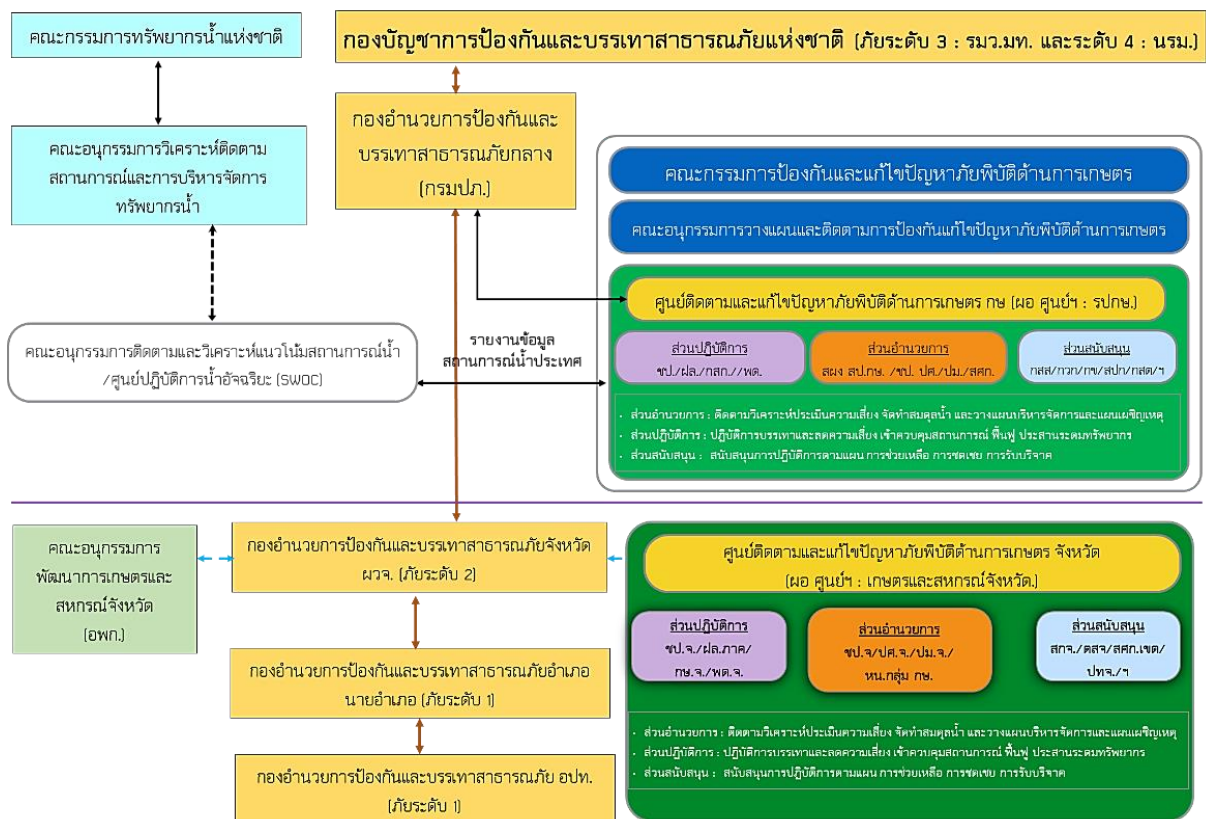 คณะกรรมการทรัพยากรน้ำแห่งชาติ
กองบัญชาการป้องกันและบรรเทาสาธารณภัยแห่งชาติ (ภัยระดับ 3 : รมว.มท. และระดับ 4 : นรม.)
คณะอนุกรรมการวิเคราะห์ติดตาม
สถานการณ์และการบริหารจัดการ
ทรัพยากรน้ำ
กองอำนวยการป้องกันและ
บรรเทาสาธารณภัยกลาง
(กรมปภ.)
คณะกรรมการป้องกันและแก้ไขปัญหาภัยพิบัติด้านการเกษตร
คณะอนุกรรมการวางแผนและติดตามการป้องกันแก้ไขปัญหาภัยพิบัติด้านการเกษตร
ศูนย์ติดตามและแก้ไขปัญหาภัยพิบัติด้านการเกษตร กษ (ผอ ศูนย์ฯ : รปกษ.)
คณะอนุกรรมการติดตามและวิเคราะห์แนวโน้มสถานการณ์น้ำ
/ศูนย์ปฏิบัติการน้ำอัจฉริยะ (SWOC)
รายงานข้อมูล
สถานการณ์น้ำประเทศ
ส่วนปฏิบัติการ
ชป./ฝล./กสก.//พด.
ส่วนอำนวยการ
สผง สป.กษ. /ชป. ปศ./ปม./สศก.
ส่วนสนับสนุน
กสส/กวก/กข/สปก/กสต/ฯ
• ส่วนอำนวยการ : ติดตามวิเคราะห์ประเมินความเสี่ยง จัดทำสมดุลน้ำ และวางแผนบริหารจัดการและแผนเผชิญเหตุ
• ส่วนปฏิบัติการ : ปฏิบัติการบรรเทาและลดความเสี่ยง เข้าควบคุมสถานการณ์ ฟื้นฟู ประสานระดมทรัพยากร
• ส่วนสนับสนุน : สนับสนุนการปฏิบัติการตามแผน การช่วยเหลือ การชดเชย การรับบริจาค
คณะอนุกรรมการ
พัฒนาการเกษตรและ
สหกรณ์จังหวัด
(อพก.)
กองอำนวยการป้องกันและบรรเทาสาธารณภัยจังหวัด
ผวจ. (ภัยระดับ 2)
กองอำนวยการป้องกันและบรรเทาสาธารณภัยอำเภอ
นายอำเภอ (ภัยระดับ 1)
กองอำนวยการป้องกันและบรรเทาสาธารณภัย อปท.
(ภัยระดับ 1)
ศูนย์ติดตามและแก้ไขปัญหาภัยพิบัติด้านการเกษตร จังหวัด
(ผอ ศูนย์ฯ : เกษตรและสหกรณ์จังหวัด.)
ส่วนปฏิบัติการ
ชป.จ./ฝล.ภาค/
กษ.จ./พด.จ.
ส่วนอำนวยการ
ชป.จ/ปศ.จ./ปม.จ./
หน.กลุ่ม กษ.
ส่วนสนับสนุน
สกจ./ตสจ/สศก.เขต/
ปทจ./ฯ
• ส่วนอำนวยการ : ติดตามวิเคราะห์ประเมินความเสี่ยง จัดทำสมดุลน้ำ และวางแผนบริหารจัดการและแผนเผชิญเหตุ
• ส่วนปฏิบัติการ : ปฏิบัติการบรรเทาและลดความเสี่ยง เข้าควบคุมสถานการณ์ ฟื้นฟู ประสานระดมทรัพยากร
• ส่วนสนับสนุน : สนับสนุนการปฏิบัติการตามแผน การช่วยเหลือ การชดเชย การรับบริจาค